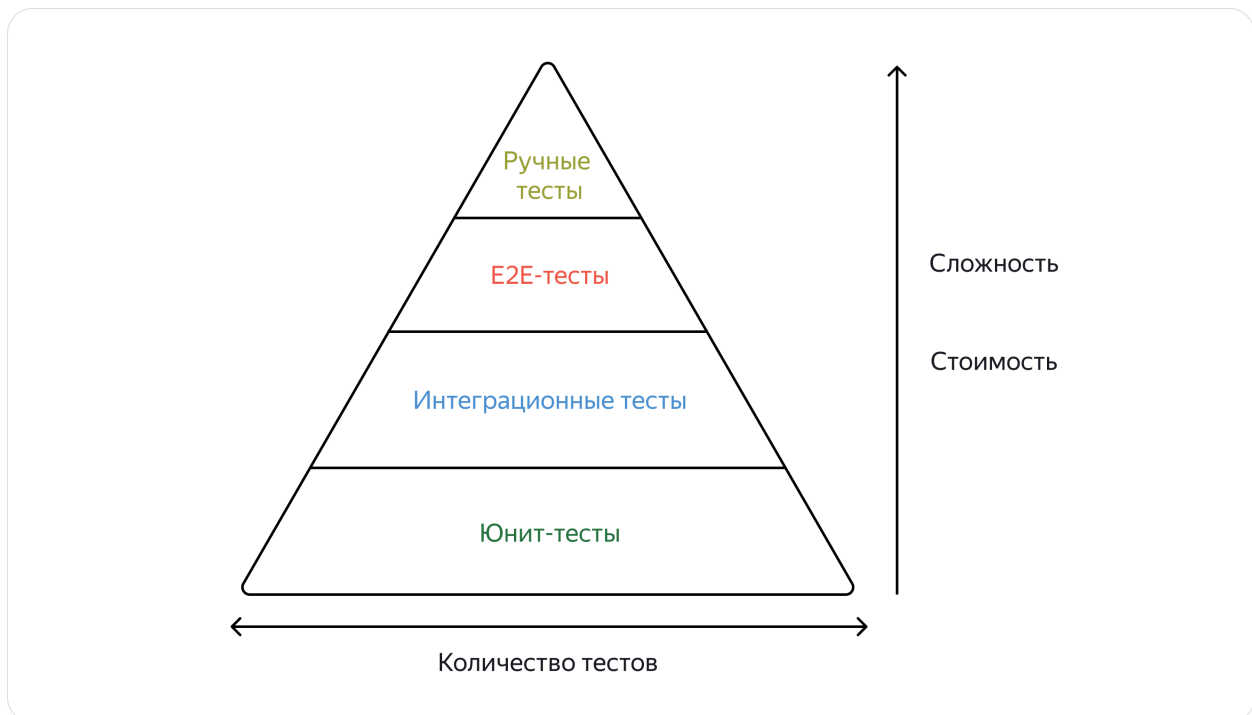 Ручные
тесты
E2E-тесты
Интеграционные тесты
Юнит-тесты
Сложность
Стоимость
Количество тестов